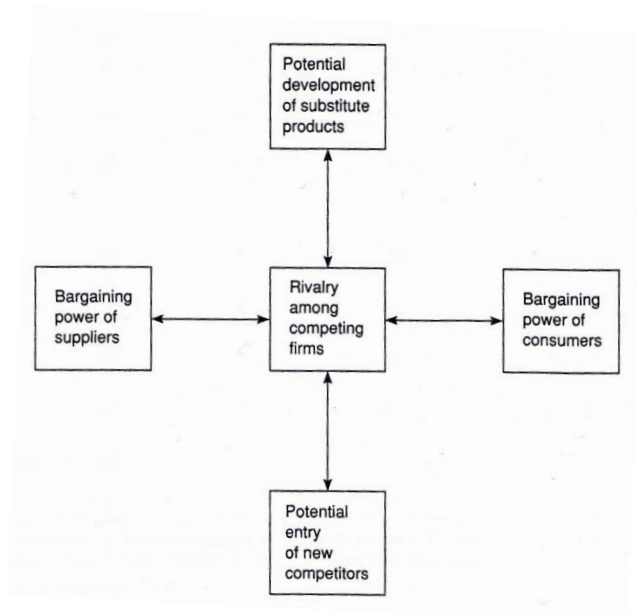 Potential
development
of substitute
products
Bargaining
power of
suppliers
Rivalry
among
competing
firms
Bargaining
power of
consumers
Potential
entry
of new
competitors